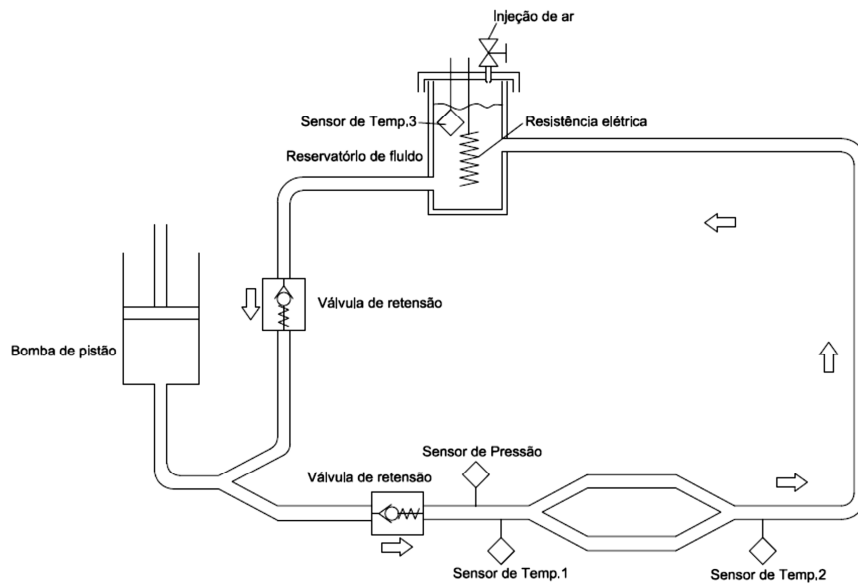 Injeção de ar
Sensor de Temp.3
Resistência elétrica
Reservatório de fluído
Válvula de retensão
Bomba de pistão
Sensor de Pressão
Válvula de retensão
Sensor de Temp.1
Sensor de Temp.2